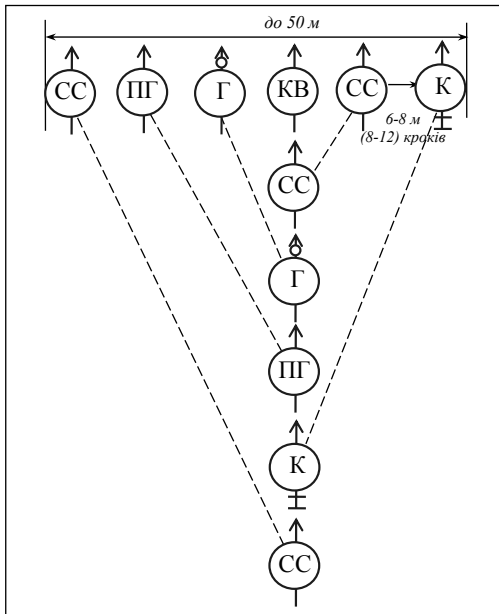 до 50 м
СС ПГ Г КВ СС К
6-8 м
(8-12) кроків
СС
Г
ПГ
К
СС